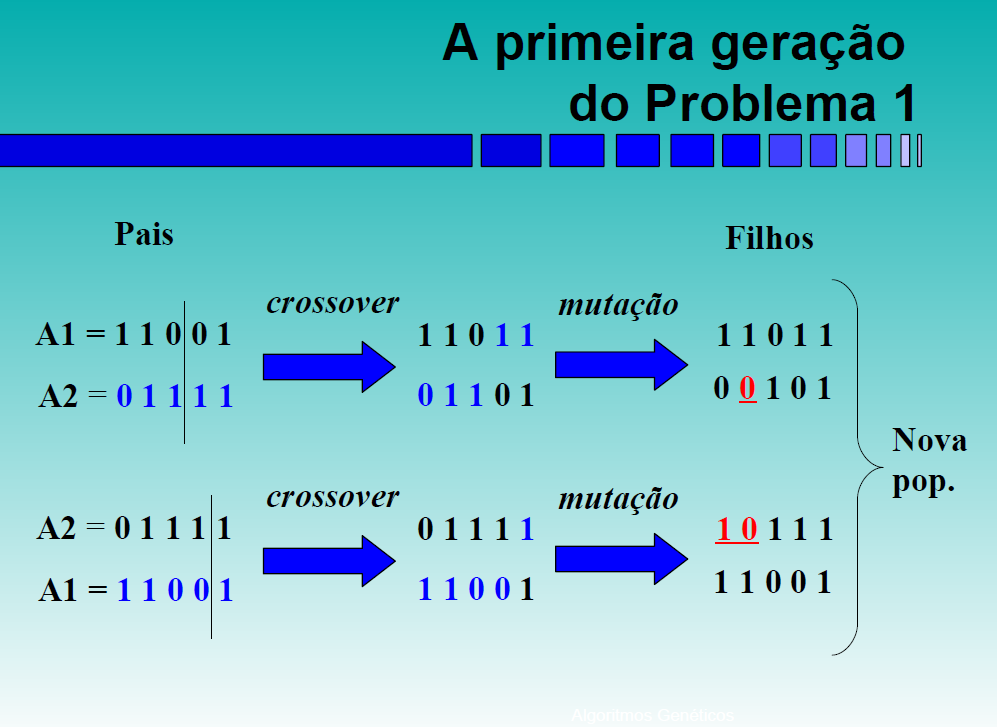 A primeira geração
do Problema 1
Pais
Filhos
crossover
mutação
A1 = 1 1 0 0 1
1 1 0 1 1
1 1 0 1 1
A2 = 0 1 1 1 1
0 1 1 0 1
0 0 1 0 1
Nova
pop.
crossover
mutação
A2 = 0 1 1 1 1
0 1 1 1 1
1 0 1 1 1
A1 = 1 1 0 0 1
1 1 0 0 1
1 1 0 0 1
Algoritmos Genéticos